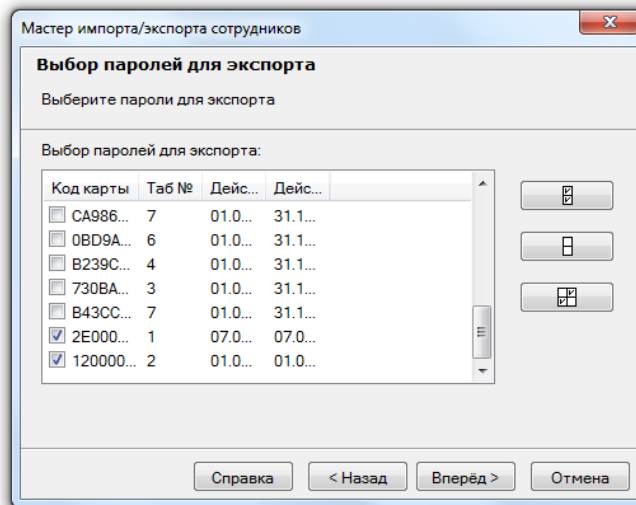 Мастер импорта/экспорта сотрудников
Выбор паролей для экспорта
Выберите пароли для экспорта
Выбор паролей для экспорта:
Код карты Таб № Дейс... Дейс...
CA986... 7 01.0... 31.1...
0BD9A... 6 01.0... 31.1...
B239C... 4 01.0... 31.1...
730BA... 3 01.0... 31.1...
B43CC... 7 01.0... 31.1...
2E000... 1 07.0... 07.0...
120000... 2 01.0... 01.0...
Справка < Назад Вперёд > Отмена